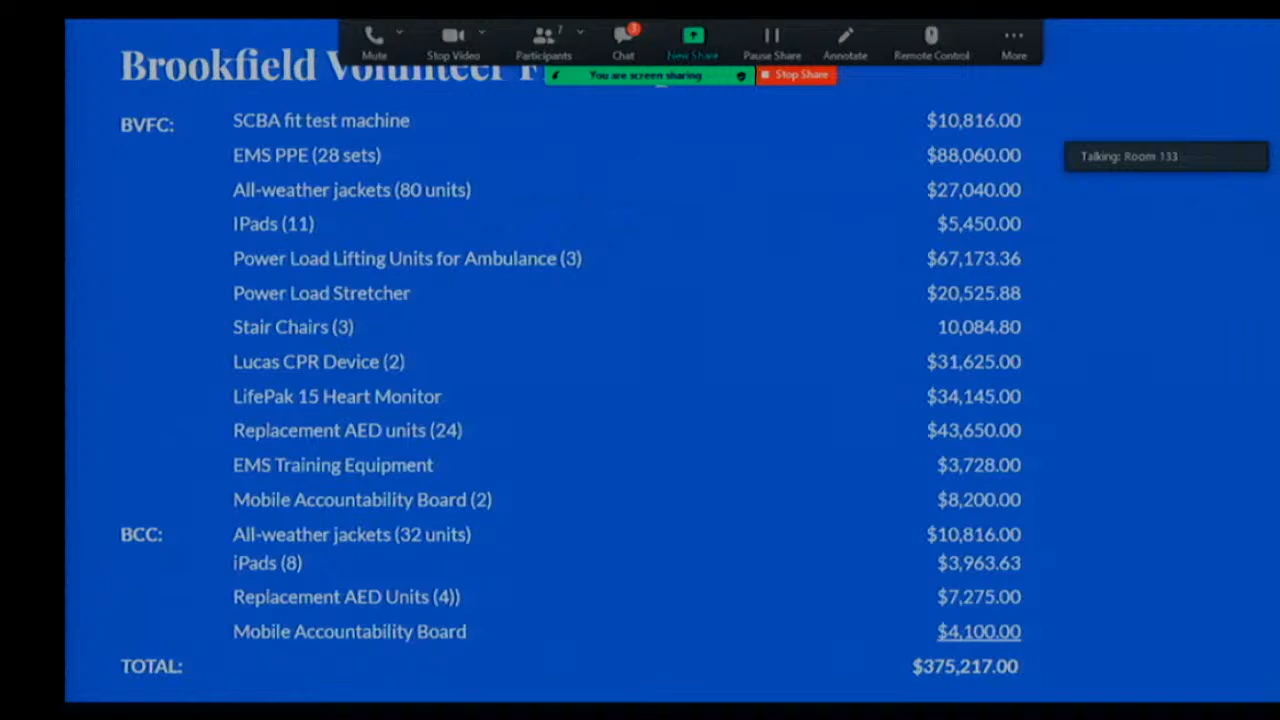 Mute
Stop Video
7
Participants
3
Chat
New Share
Pause Share
Annotate
Remote Control
More
Brookfield Volunteer
You are screen sharing
Stop Share
BVFC:
SCBA fit test machine $10,816.00
EMS PPE (28 sets) $88,060.00
Talking: Room 133
All-weather jackets (80 units) $27,040.00
IPads (11) $5,450.00
Power Load Lifting Units for Ambulance (3) $67,173.36
Power Load Stretcher $20,525.88
Stair Chairs (3) 10,084.80
Lucas CPR Device (2) $31,625.00
LifePak 15 Heart Monitor $34,145.00
Replacement AED units (24) $43,650.00
EMS Training Equipment $3,728.00
Mobile Accountability Board (2) $8,200.00
BCC: All-weather jackets (32 units) $10,816.00
iPads (8) $3,963.63
Replacement AED Units (4)) $7,275.00
Mobile Accountability Board $4,100.00
TOTAL: $375,217.00